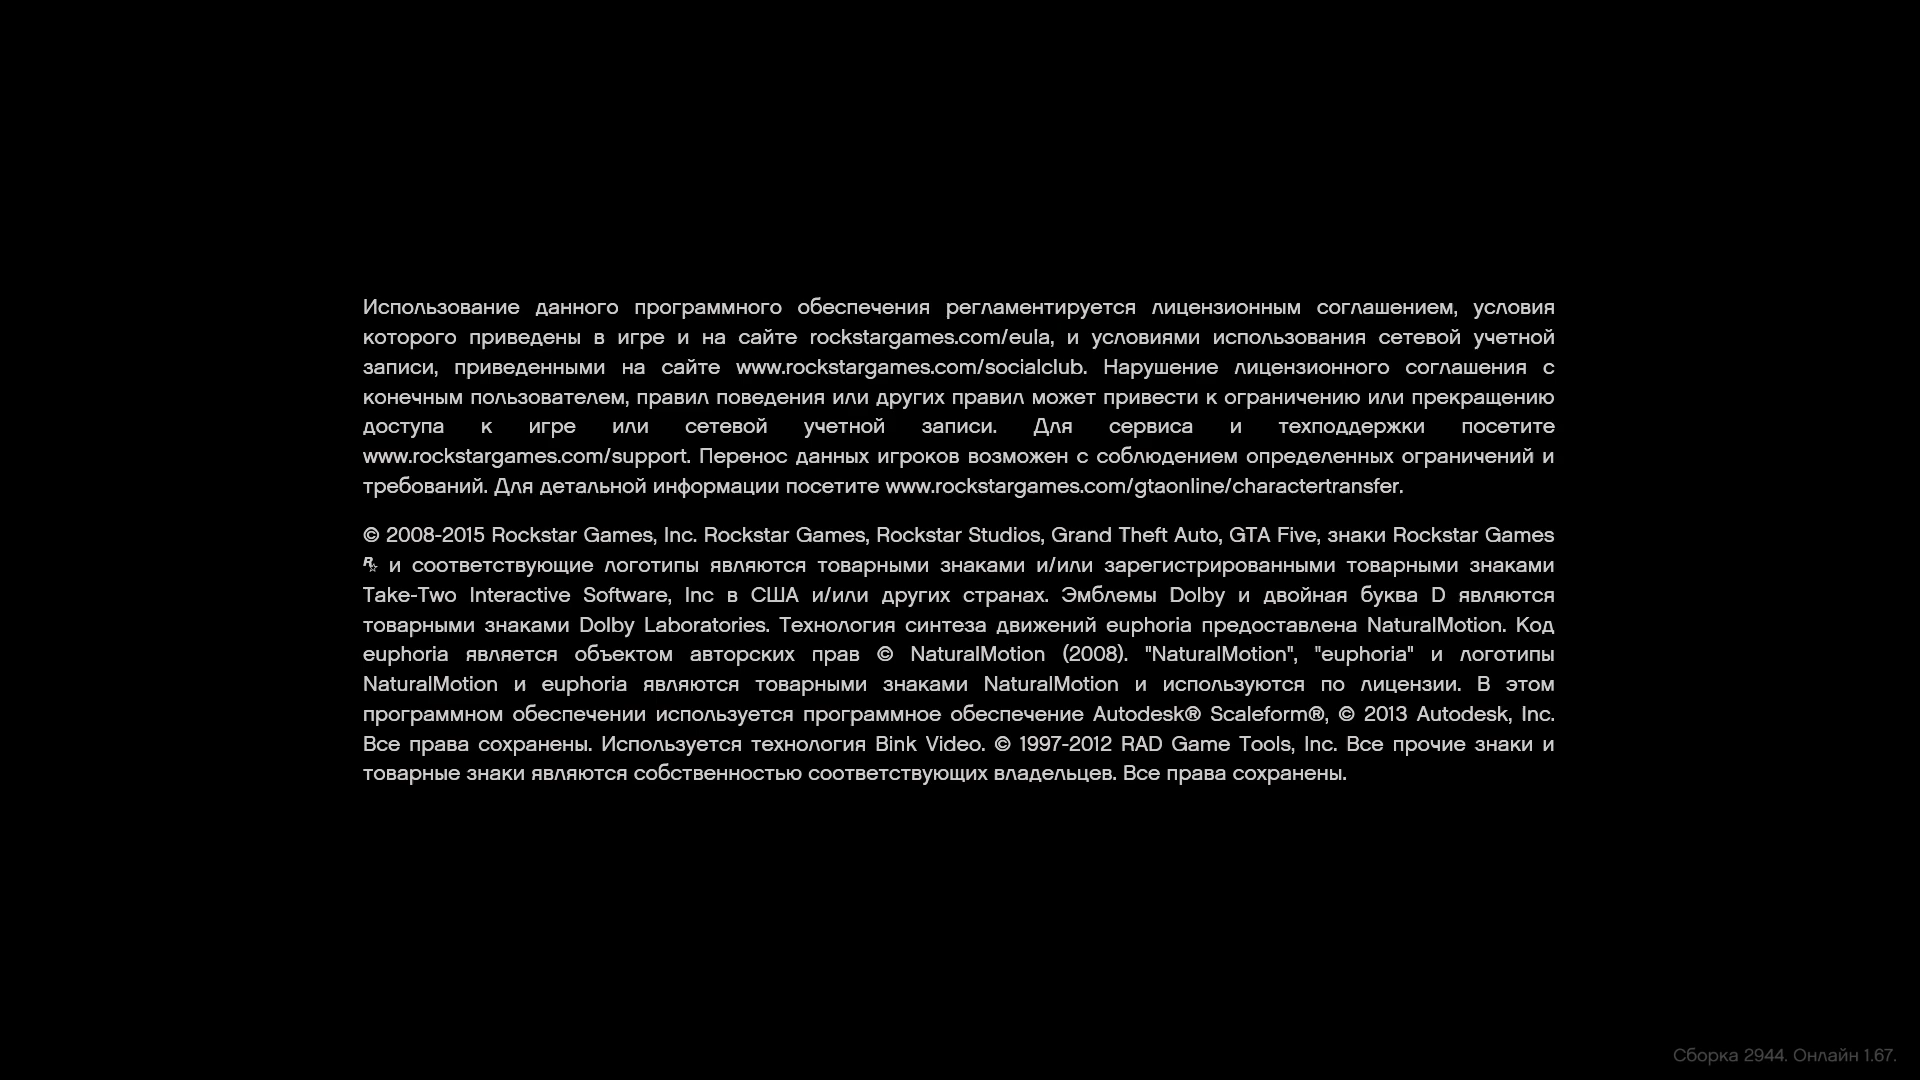 Использование данного программного обеспечения регламентируется лицензионным соглашением, условия
которого приведены в игре и на сайте rockstargames.com/eula, и условиями использования сетевой учетной
записи, приведенными на сайте www.rockstargames.com/socialclub. Нарушение лицензионного соглашения с
конечным пользователем, правил поведения или других правил может привести к ограничению или прекращению
доступа к игре или сетевой учетной записи. Для сервиса и техподдержки посетите
www.rockstargames.com/support. Перенос данных игроков возможен с соблюдением определенных ограничений и
требований. Для детальной информации посетите www.rockstargames.com/gtaonline/charactertransfer.
© 2008-2015 Rockstar Games, Inc. Rockstar Games, Rockstar Studios, Grand Theft Auto, GTA Five, знаки Rockstar Games
R☆ и соответствующие логотипы являются товарными знаками и/или зарегистрированными товарными знаками
Take-Two Interactive Software, Inc в США и/или других странах. Эмблемы Dolby и двойная буква D являются
товарными знаками Dolby Laboratories. Технология синтеза движений euphoria предоставлена NaturalMotion. Код
euphoria является объектом авторских прав © NaturalMotion (2008). "NaturalMotion", "euphoria" и логотипы
NaturalMotion и euphoria являются товарными знаками NaturalMotion и используются по лицензии. В этом
программном обеспечении используется программное обеспечение Autodesk® Scaleform®, © 2013 Autodesk, Inc.
Все права сохранены. Используется технология Bink Video. © 1997-2012 RAD Game Tools, Inc. Все прочие знаки и
товарные знаки являются собственностью соответствующих владельцев. Все права сохранены.
Сборка 2944. Онлайн 1.67.